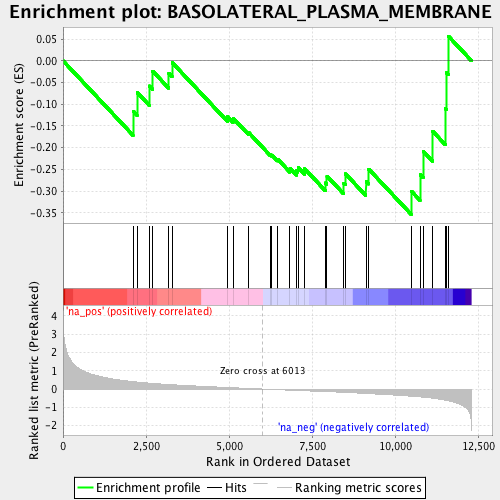 Enrichment plot: BASOLATERAL_PLASMA_MEMBRANE
Enrichment score (ES)
0.05
0.00
-0.05
-0.10
-0.15
-0.20
-0.25
-0.30
-0.35
'na_pos' (positively correlated)
Ranked list metric (PreRanked)
4
3
2
1
0
-1
-2
Zero cross at 6013
'na_neg' (negatively correlated)
0
2,500
5,000
7,500
10,000
12,500
Rank in Ordered Dataset
Enrichment profile
Hits
Ranking metric scores